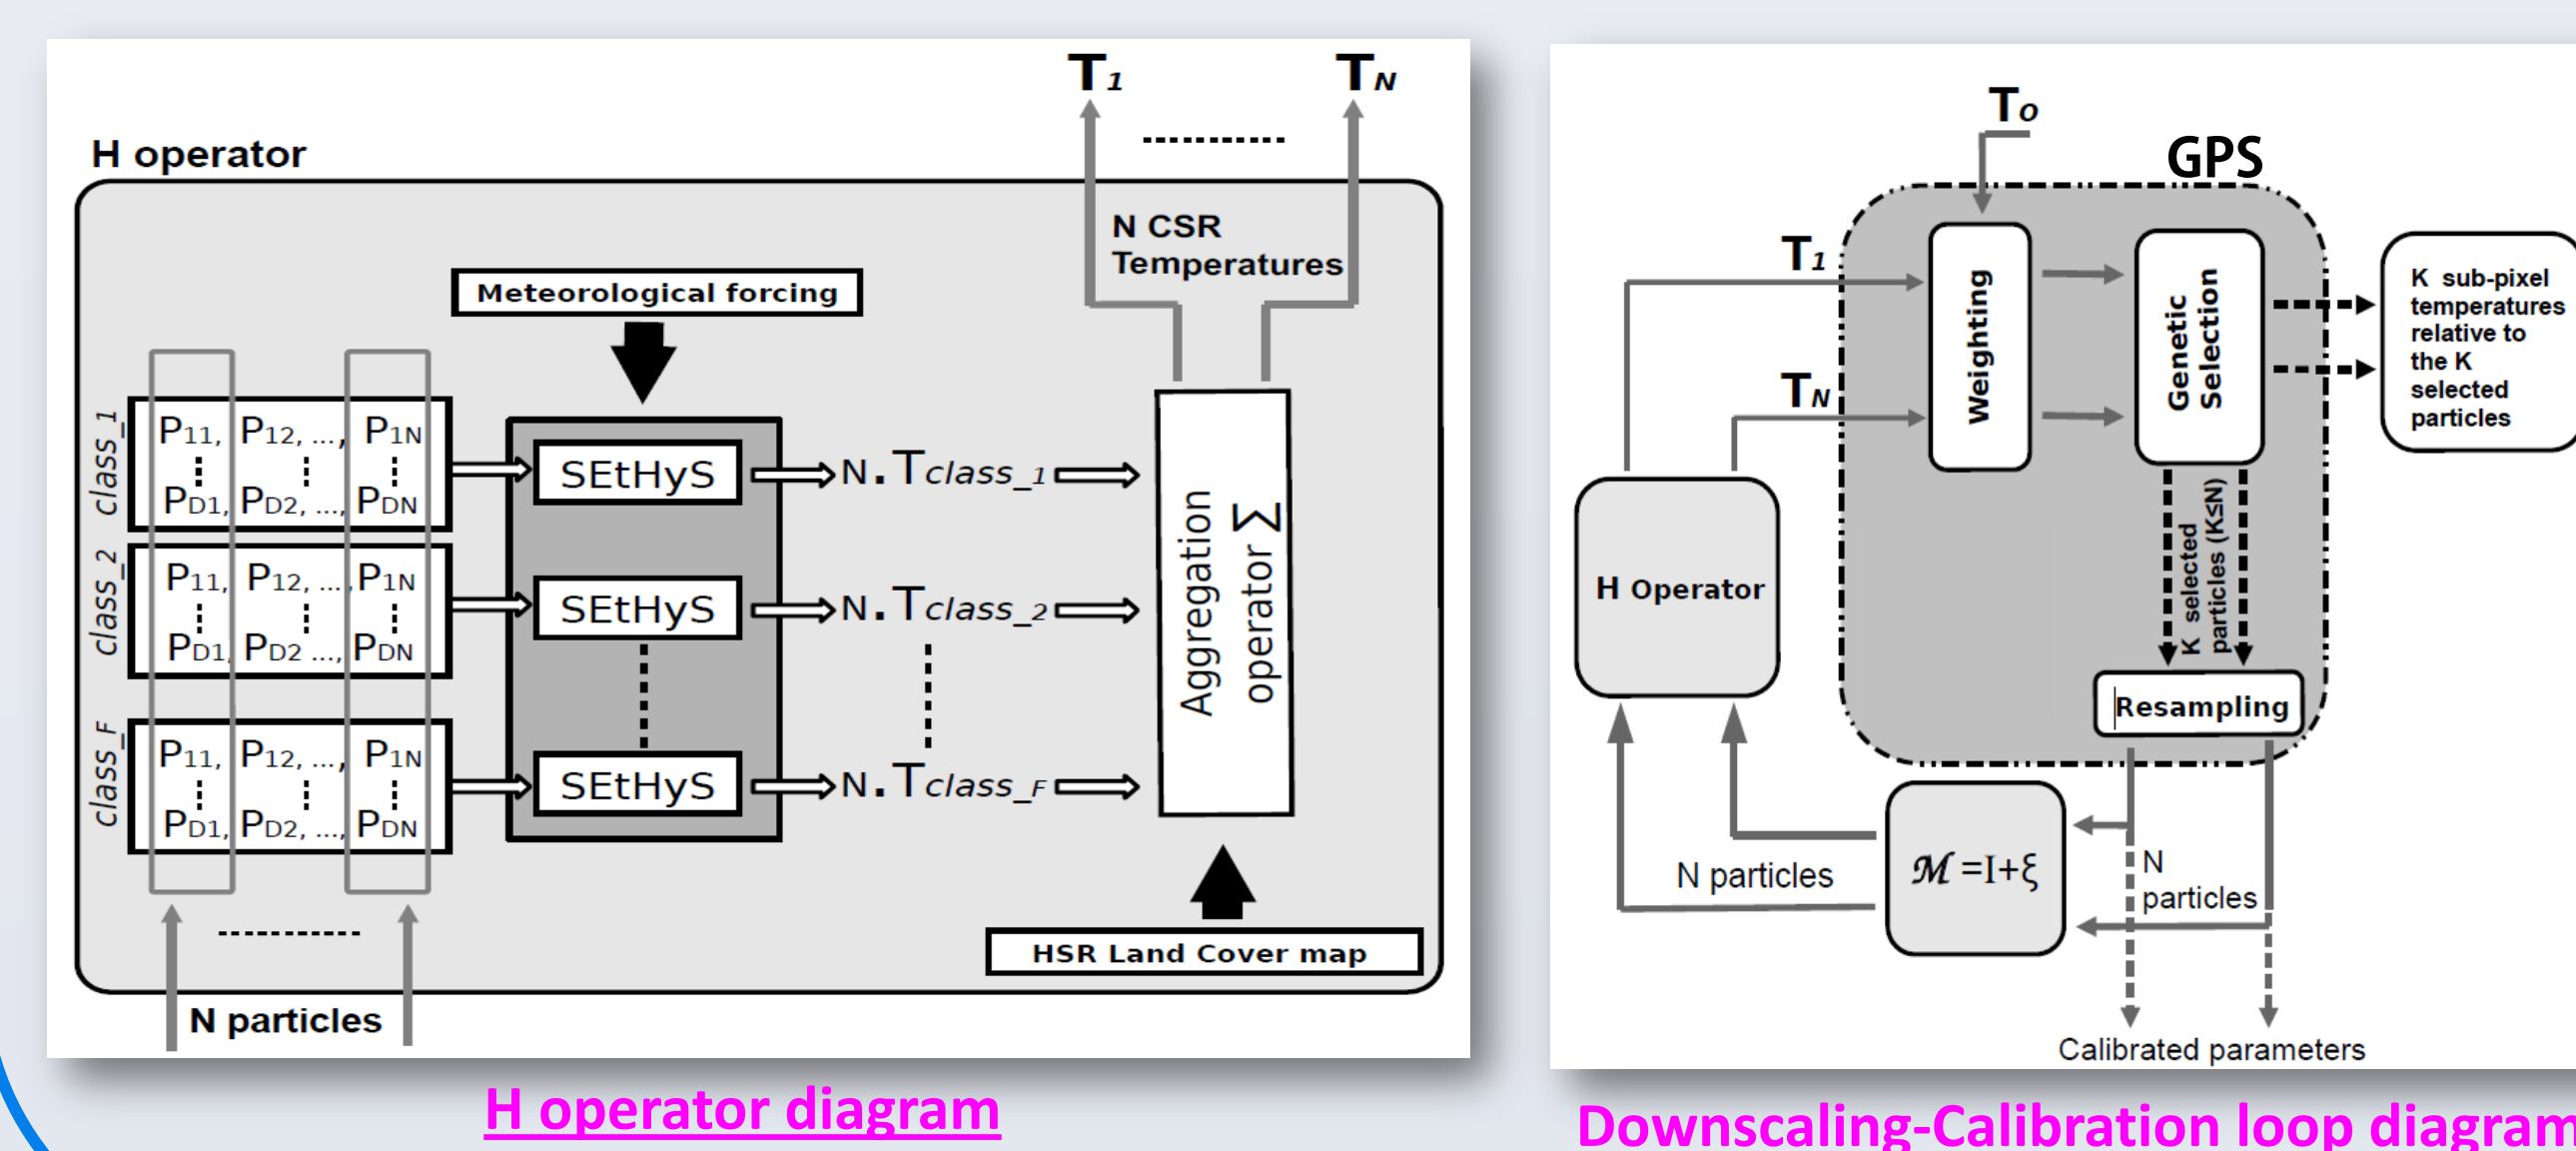 T1
TN
H operator
N CSR
Temperatures
Meteorological forcing
class_1
P11, P12, ..., P1N
PD1, PD2, ..., PDN
SEtHyS
N.Tclass_1
class_2
P11, P12, ..., P1N
PD1, PD2 ..., PDN
SEtHyS
N.Tclass_2
class_F
P11, P12, ..., P1N
PD1, PD2, ..., PDN
SEtHyS
N.Tclass_F
Aggregation
operator ∑
HSR Land Cover map
N particles
H operator diagram
To
GPS
T1
TN
Weighting
Genetic
Selection
K sub-pixel
temperatures
relative to
the K
selected
particles
K selected
particles (K≤N)
H Operator
Resampling
N particles
ℳ =I+ξ
N
particles
Calibrated parameters
Downscaling-Calibration loop diagram